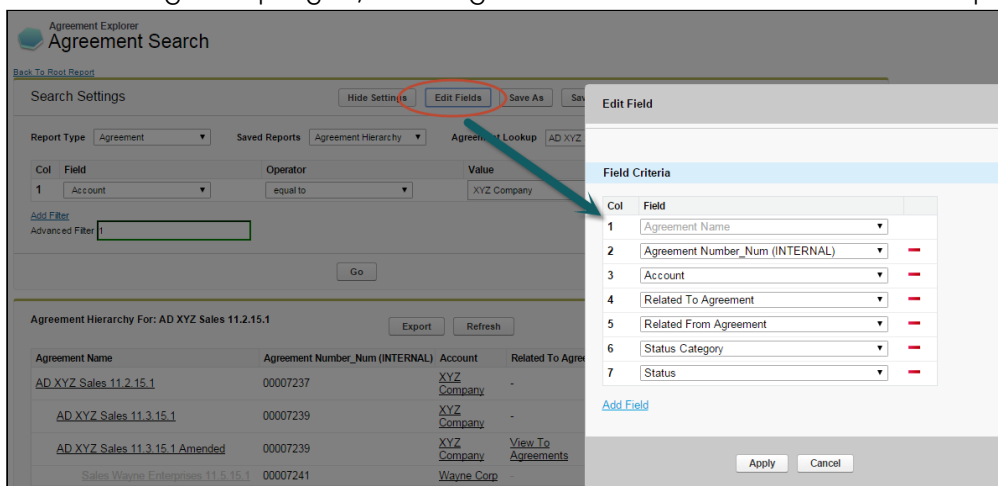 Agreement Explorer
Agreement Search
Back To Root Report
Search Settings Hide Settings Edit Fields Save As Sav
Report Type Agreement Saved Reports Agreement Hierarchy Agreement Lookup AD XYZ
Col Field Operator Value
1 Account equal to XYZ Company
Add Filter
Advanced Filter 1
Go
Agreement Hierarchy For: AD XYZ Sales 11.2.15.1 Export Refresh
Agreement Name Agreement Number_Num (INTERNAL) Account Related To Agree
AD XYZ Sales 11.2.15.1 00007237 XYZ Company -
AD XYZ Sales 11.3.15.1 00007239 XYZ Company -
AD XYZ Sales 11.3.15.1 Amended 00007239 XYZ Company View To Agreements
Sales Wayne Enterprises 11.5.15.1 00007241 Wayne Corp -
Edit Field
Field Criteria
Col Field
1 Agreement Name
2 Agreement Number_Num (INTERNAL)
3 Account
4 Related To Agreement
5 Related From Agreement
6 Status Category
7 Status
Add Field
Apply Cancel